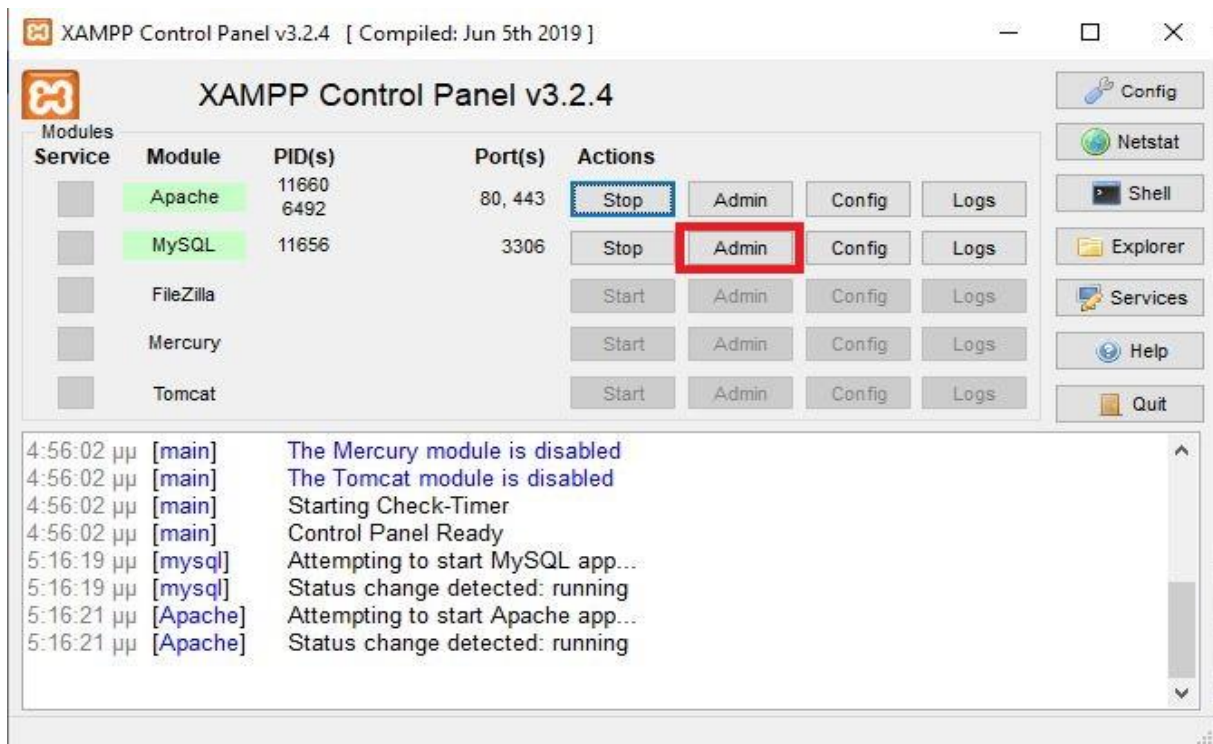 XAMPP Control Panel v3.2.4 [ Compiled: Jun 5th 2019 ]
XAMPP Control Panel v3.2.4
Config
Modules
Netstat
Service Module PID(s) Port(s) Actions
Apache 11660 6492 80, 443 Stop Admin Config Logs
Shell
MySQL 11656 3306 Stop Admin Config Logs
Explorer
FileZilla Start Admin Config Logs
Services
Mercury Start Admin Config Logs
Help
Tomcat Start Admin Config Logs
Quit
4:56:02 μμ [main] The Mercury module is disabled
4:56:02 μμ [main] The Tomcat module is disabled
4:56:02 μμ [main] Starting Check-Timer
4:56:02 μμ [main] Control Panel Ready
5:16:19 μμ [mysql] Attempting to start MySQL app...
5:16:19 μμ [mysql] Status change detected: running
5:16:21 μμ [Apache] Attempting to start Apache app...
5:16:21 μμ [Apache] Status change detected: running